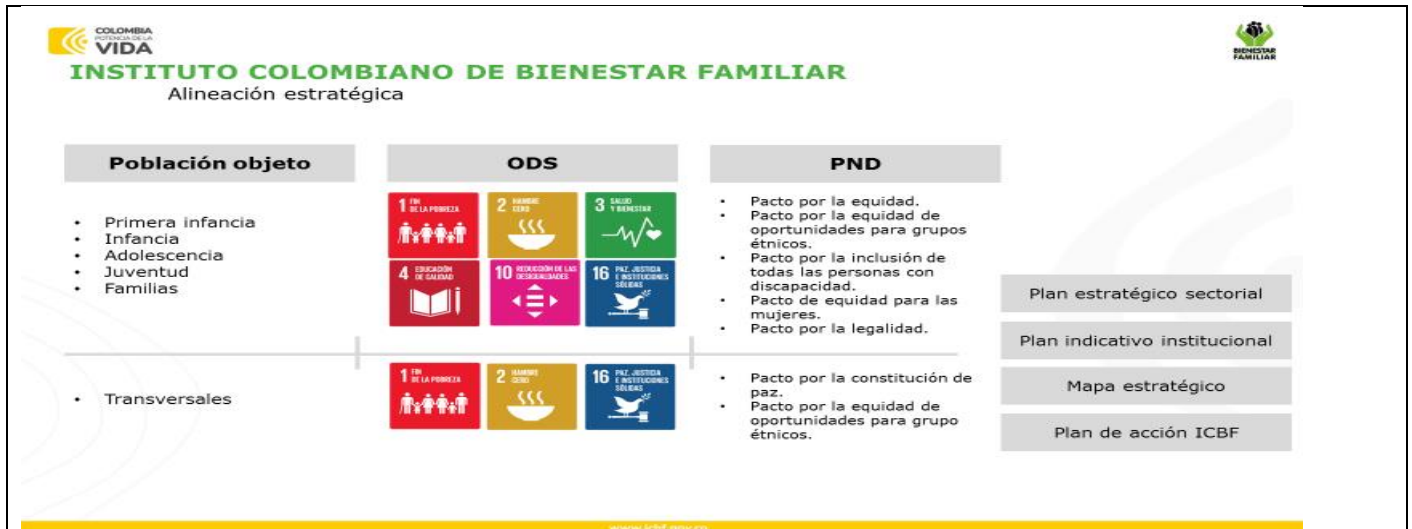 COLOMBIA
POTENCIA DE LA
VIDA
BIENESTAR
FAMILIAR
INSTITUTO COLOMBIANO DE BIENESTAR FAMILIAR
Alineación estratégica
Población objeto
ODS
PND
• Primera infancia
• Infancia
• Adolescencia
• Juventud
• Familias
1 FIN
DE LA POBREZA
2 HAMBRE
CERO
3 SALUD
Y BIENESTAR
4 EDUCACIÓN
DE CALIDAD
10 REDUCCIÓN DE LAS
DESIGUALDADES
16 PAZ, JUSTICIA
E INSTITUCIONES
SÓLIDAS
• Pacto por la equidad.
• Pacto por la equidad de
oportunidades para grupos
étnicos.
• Pacto por la inclusión de
todas las personas con
discapacidad.
• Pacto de equidad para las
mujeres.
• Pacto por la legalidad.
• Transversales
1 FIN
DE LA POBREZA
2 HAMBRE
CERO
16 PAZ, JUSTICIA
E INSTITUCIONES
SÓLIDAS
• Pacto por la constitución de
paz.
• Pacto por la equidad de
oportunidades para grupo
étnicos.
Plan estratégico sectorial
Plan indicativo institucional
Mapa estratégico
Plan de acción ICBF
www.icbf.gov.co